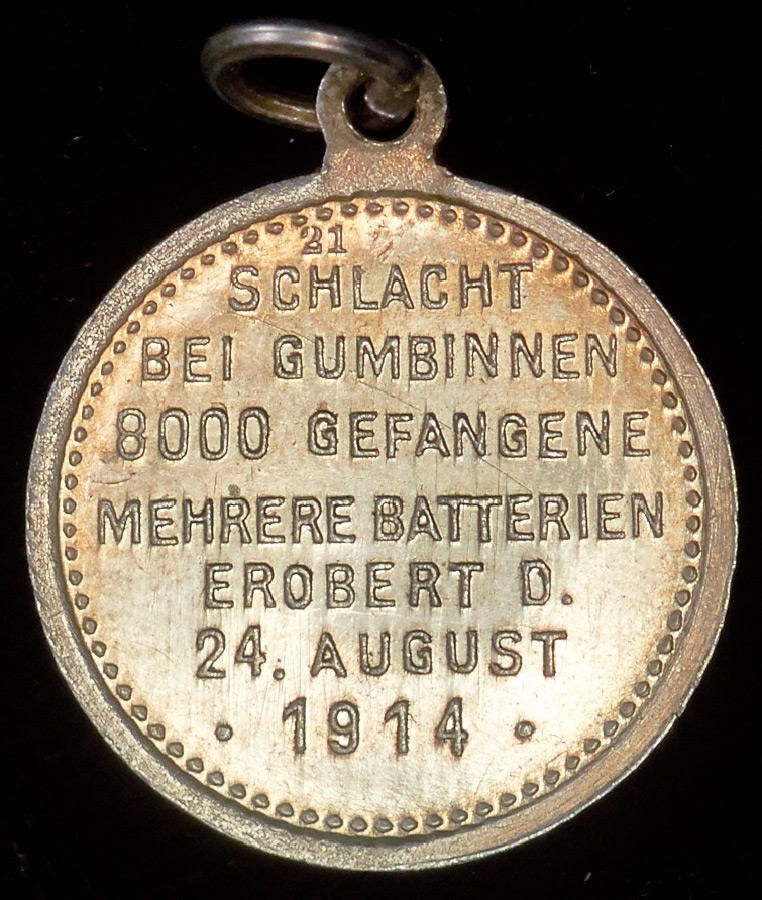 21
SCHLACHT
BEI GUMBINNEN
8000 GEFANGENE
MEHRERE BATTERIEN
EROBERT D.
24. AUGUST
• 1914 •